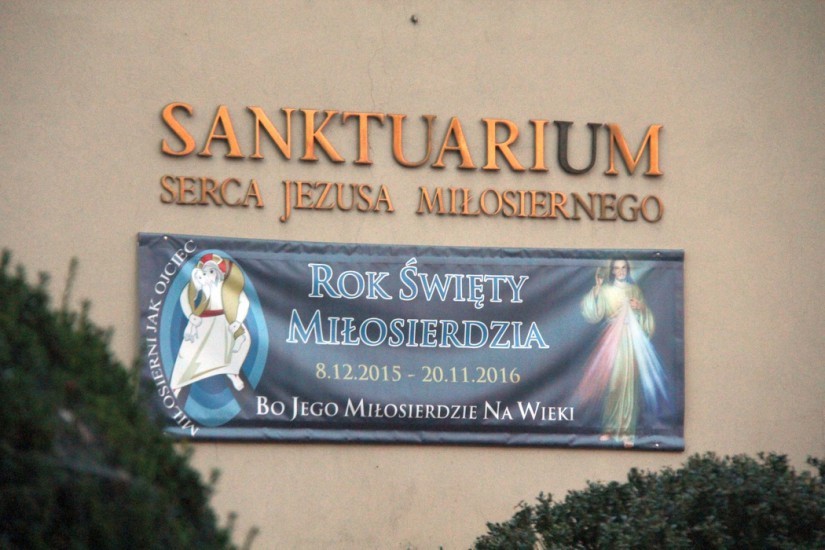 SANKTUARIUM
SERCA JEZUSA MIŁOSIERNEGO
MIŁOSIERNI JAK OJCIEC
ROK ŚWIĘTY
MIŁOSIERDZIA
8.12.2015 - 20.11.2016
BO JEGO MIŁOSIERDZIE NA WIEKI